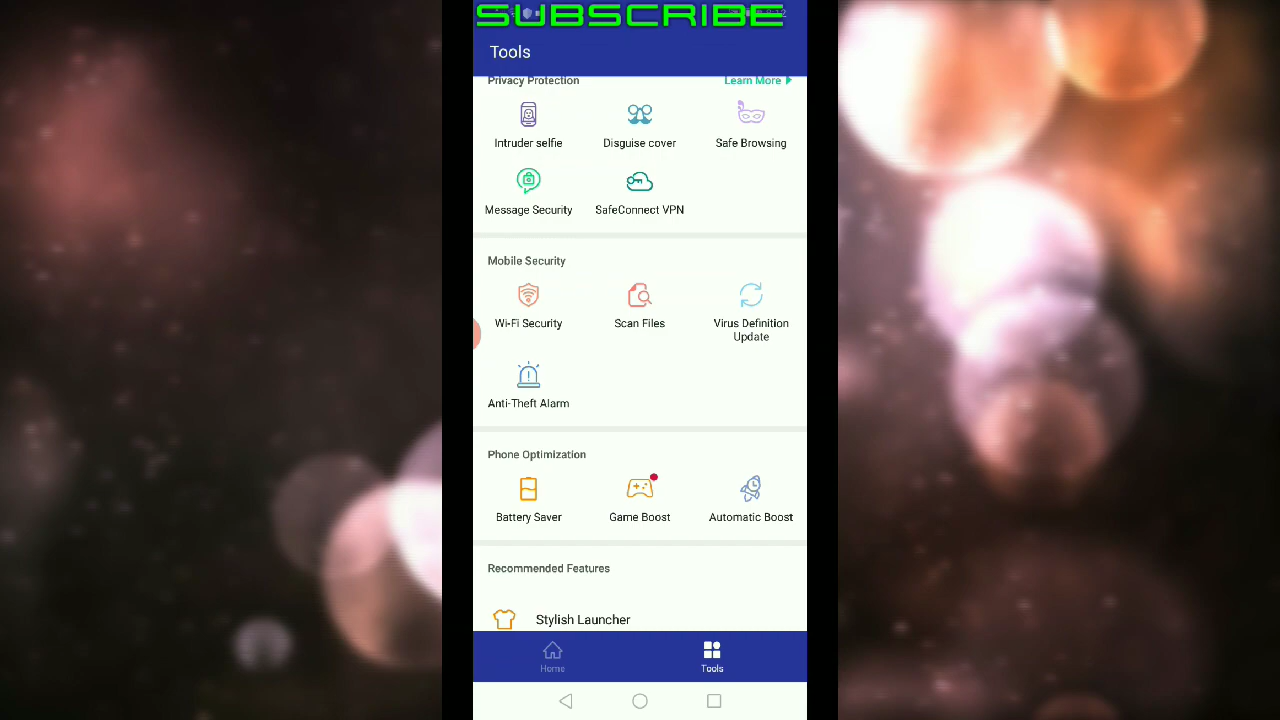 SUBSCRIBE
Tools
Privacy Protection Learn More
Intruder selfie Disguise cover Safe Browsing
Message Security SafeConnect VPN
Mobile Security
Wi-Fi Security Scan Files Virus Definition
Update
Anti-Theft Alarm
Phone Optimization
Battery Saver Game Boost Automatic Boost
Recommended Features
Stylish Launcher
Home Tools